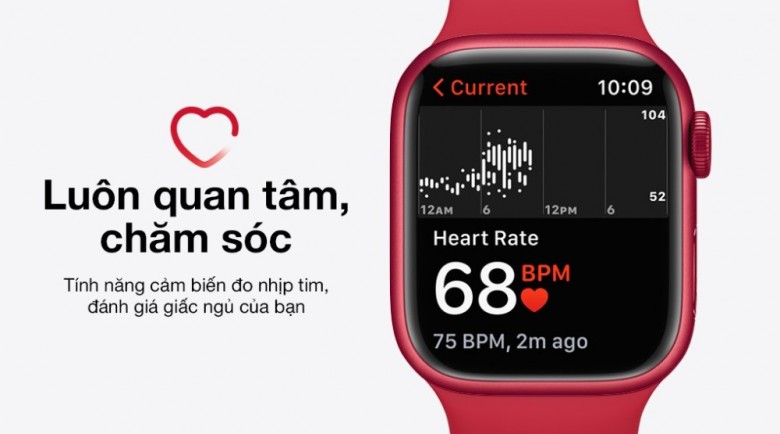 Luôn quan tâm,
chăm sóc
Tính năng cảm biến đo nhịp tim,
đánh giá giấc ngủ của bạn
Current 10:09
104
52
12AM 6 12PM 6
Heart Rate
68 BPM
75 BPM, 2m ago